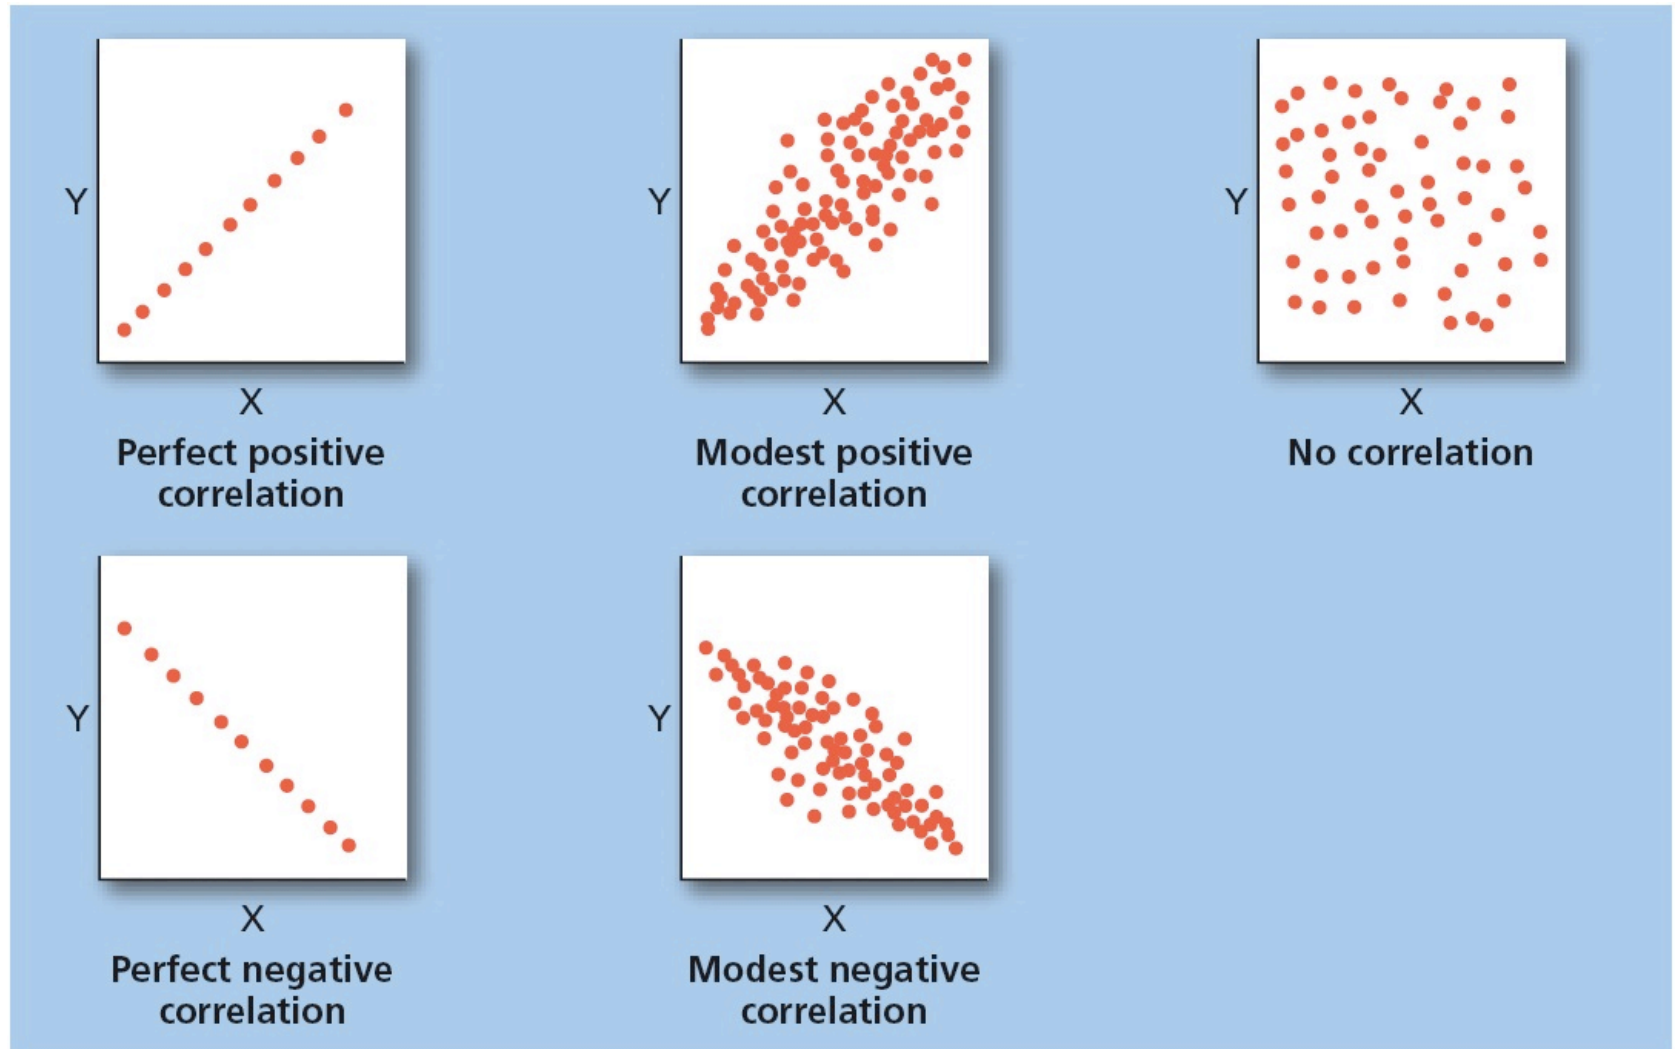 Y
X
Perfect positive
correlation
Y
X
Modest positive
correlation
Y
X
No correlation
Y
X
Perfect negative
correlation
Y
X
Modest negative
correlation